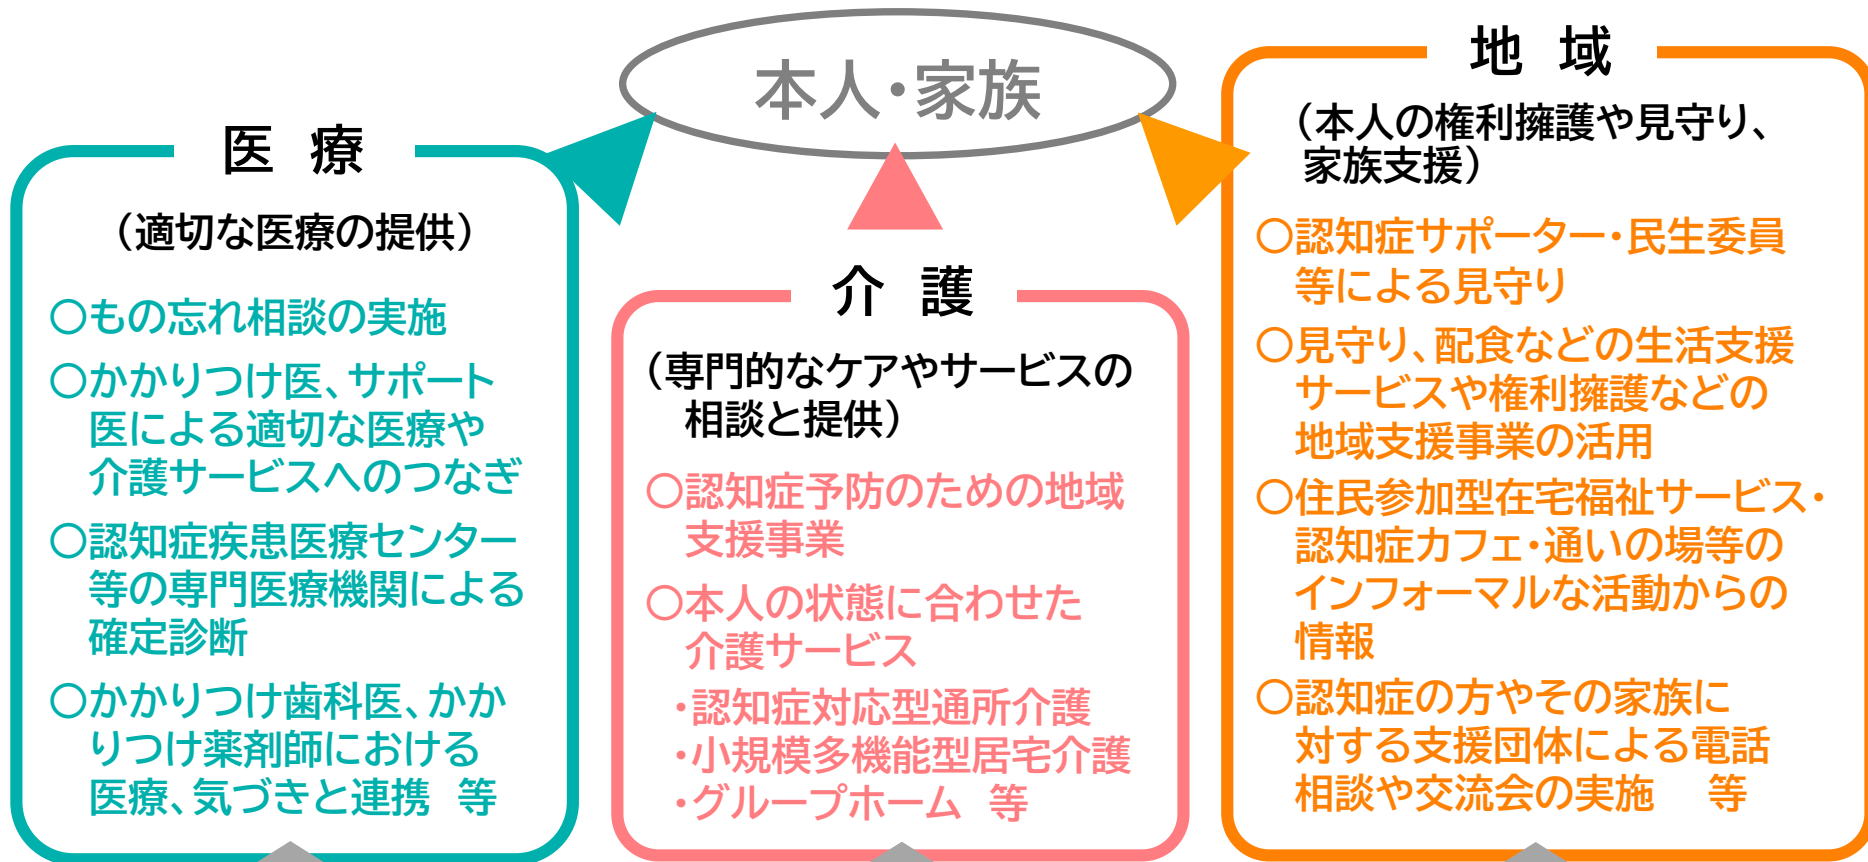 本人・家族
医 療
（適切な医療の提供）
○もの忘れ相談の実施
○かかりつけ医、サポート
医による適切な医療や
介護サービスへのつなぎ
○認知症疾患医療センター
等の専門医療機関による
確定診断
○かかりつけ歯科医、かか
りつけ薬剤師における
医療、気づきと連携 等
介 護
（専門的なケアやサービスの
相談と提供）
○認知症予防のための地域
支援事業
○本人の状態に合わせた
介護サービス
・認知症対応型通所介護
・小規模多機能型居宅介護
・グループホーム 等
地 域
（本人の権利擁護や見守り、
家族支援）
○認知症サポーター・民生委員
等による見守り
○見守り、配食などの生活支援
サービスや権利擁護などの
地域支援事業の活用
○住民参加型在宅福祉サービス・
認知症カフェ・通いの場等の
インフォーマルな活動からの
情報
○認知症の方やその家族に
対する支援団体による電話
相談や交流会の実施 等